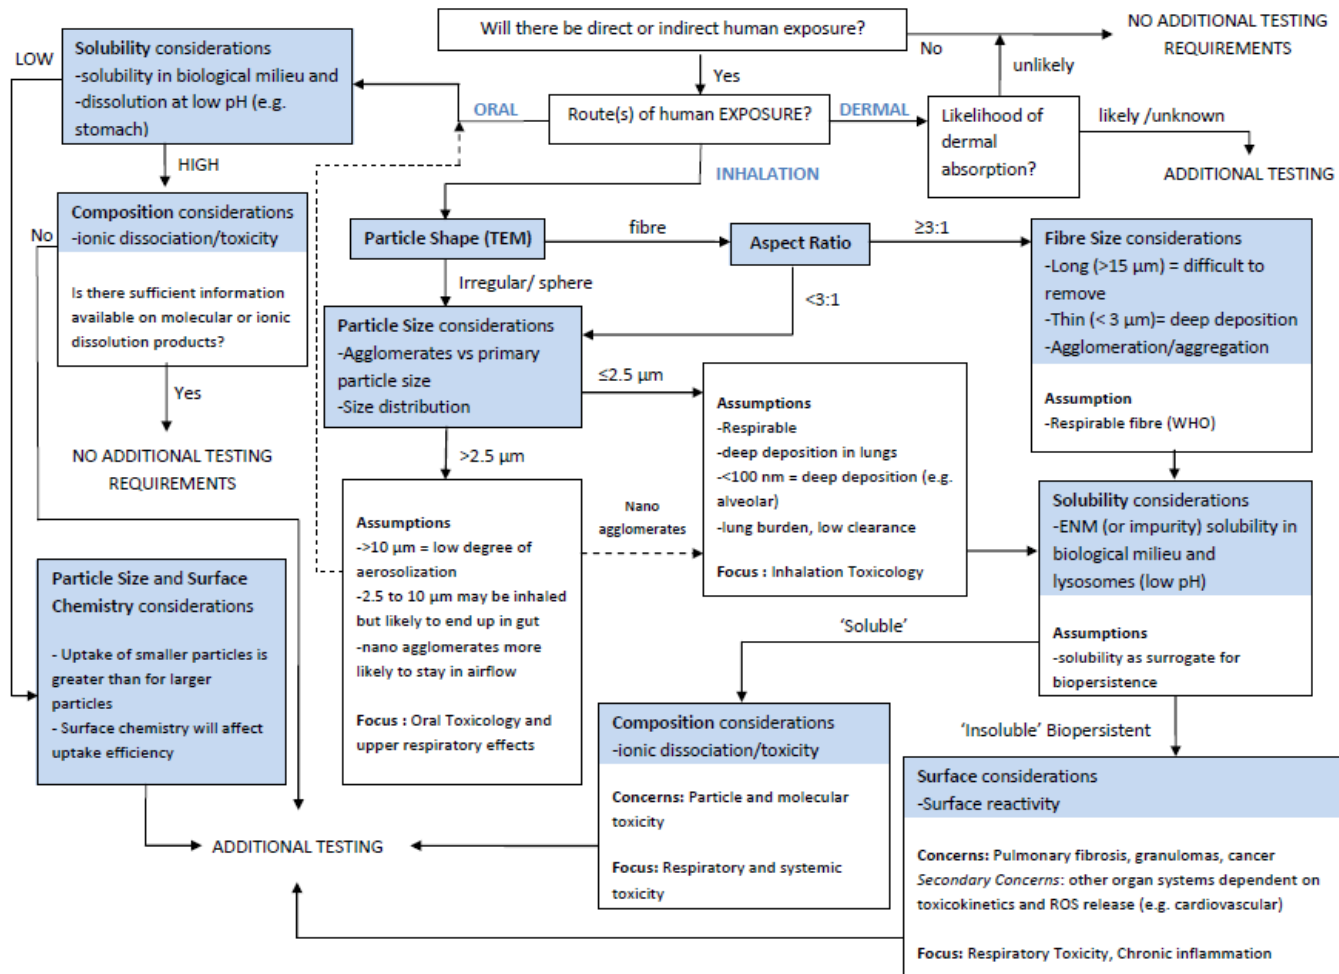 Will there be direct or indirect human exposure?
No
NO ADDITIONAL TESTING
REQUIREMENTS
unlikely
Yes
LOW
Solubility considerations
-solubility in biological milieu and
-dissolution at low pH (e.g.
stomach)
ORAL
Route(s) of human EXPOSURE?
DERMAL
Likelihood of
dermal
absorption?
likely /unknown
ADDITIONAL TESTING
HIGH
INHALATION
No
Composition considerations
-ionic dissociation/toxicity
Is there sufficient information
available on molecular or ionic
dissolution products?
Yes
NO ADDITIONAL TESTING
REQUIREMENTS
Particle Shape (TEM)
fibre
Aspect Ratio
≥3:1
Fibre Size considerations
-Long (>15 µm) = difficult to
remove
-Thin (< 3 µm)= deep deposition
-Agglomeration/aggregation
Assumption
-Respirable fibre (WHO)
Irregular/ sphere
<3:1
Particle Size considerations
-Agglomerates vs primary
particle size
-Size distribution
≤2.5 µm
Assumptions
-Respirable
-deep deposition in lungs
-<100 nm = deep deposition (e.g.
alveolar)
-lung burden, low clearance
Focus : Inhalation Toxicology
>2.5 µm
Assumptions
->10 µm = low degree of
aerosolization
-2.5 to 10 µm may be inhaled
but likely to end up in gut
-nano agglomerates more
likely to stay in airflow
Focus : Oral Toxicology and
upper respiratory effects
Nano
agglomerates
Solubility considerations
-ENM (or impurity) solubility in
biological milieu and
lysosomes (low pH)
Assumptions
-solubility as surrogate for
biopersistence
Particle Size and Surface
Chemistry considerations
- Uptake of smaller particles is
greater than for larger
particles
- Surface chemistry will affect
uptake efficiency
'Soluble'
Composition considerations
-ionic dissociation/toxicity
Concerns: Particle and molecular
toxicity
Focus: Respiratory and systemic
toxicity
'Insoluble' Biopersistent
Surface considerations
-Surface reactivity
Concerns: Pulmonary fibrosis, granulomas, cancer
Secondary Concerns: other organ systems dependent on
toxicokinetics and ROS release (e.g. cardiovascular)
Focus: Respiratory Toxicity, Chronic inflammation
ADDITIONAL TESTING